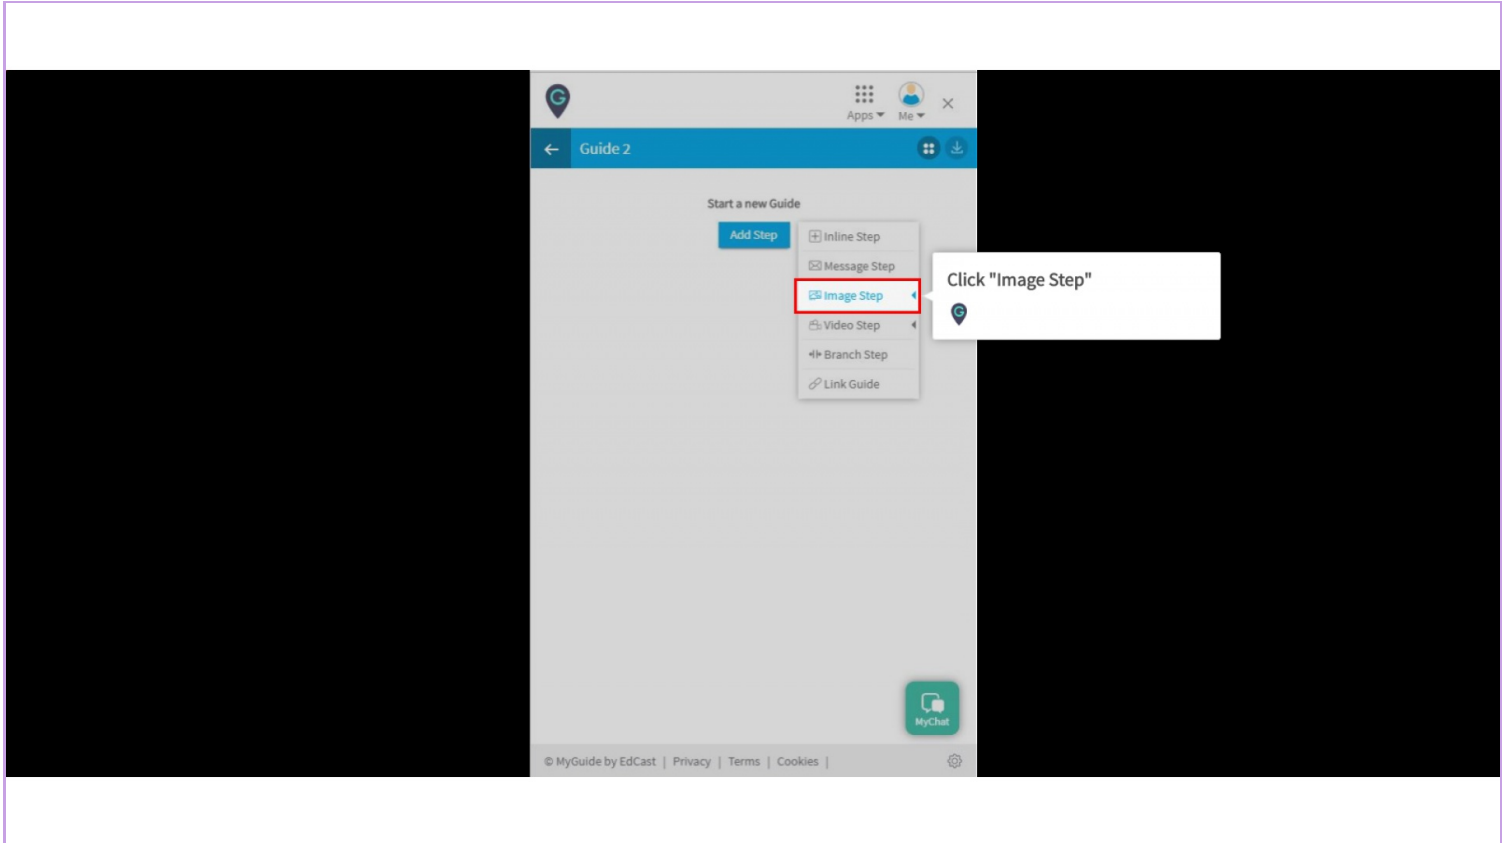 G
Apps
Me
Guide 2
Start a new Guide
Add Step
Inline Step
Message Step
Image Step
Video Step
Branch Step
Link Guide
Click "Image Step"
G
MyChat
© MyGuide by EdCast | Privacy | Terms | Cookies |